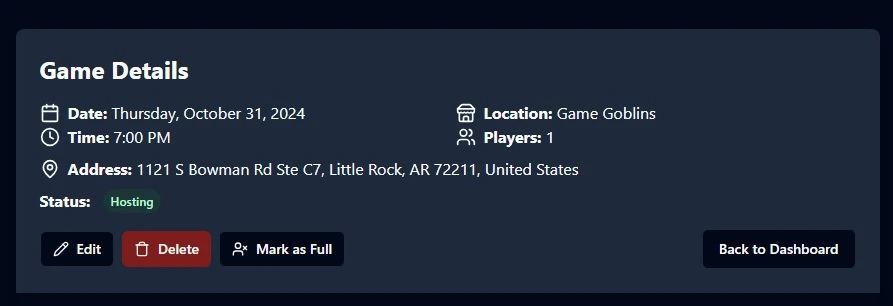 Game Details
Date: Thursday, October 31, 2024
Location: Game Goblins
Time: 7:00 PM
Players: 1
Address: 1121 S Bowman Rd Ste C7, Little Rock, AR 72211, United States
Status: Hosting
Edit
Delete
Mark as Full
Back to Dashboard